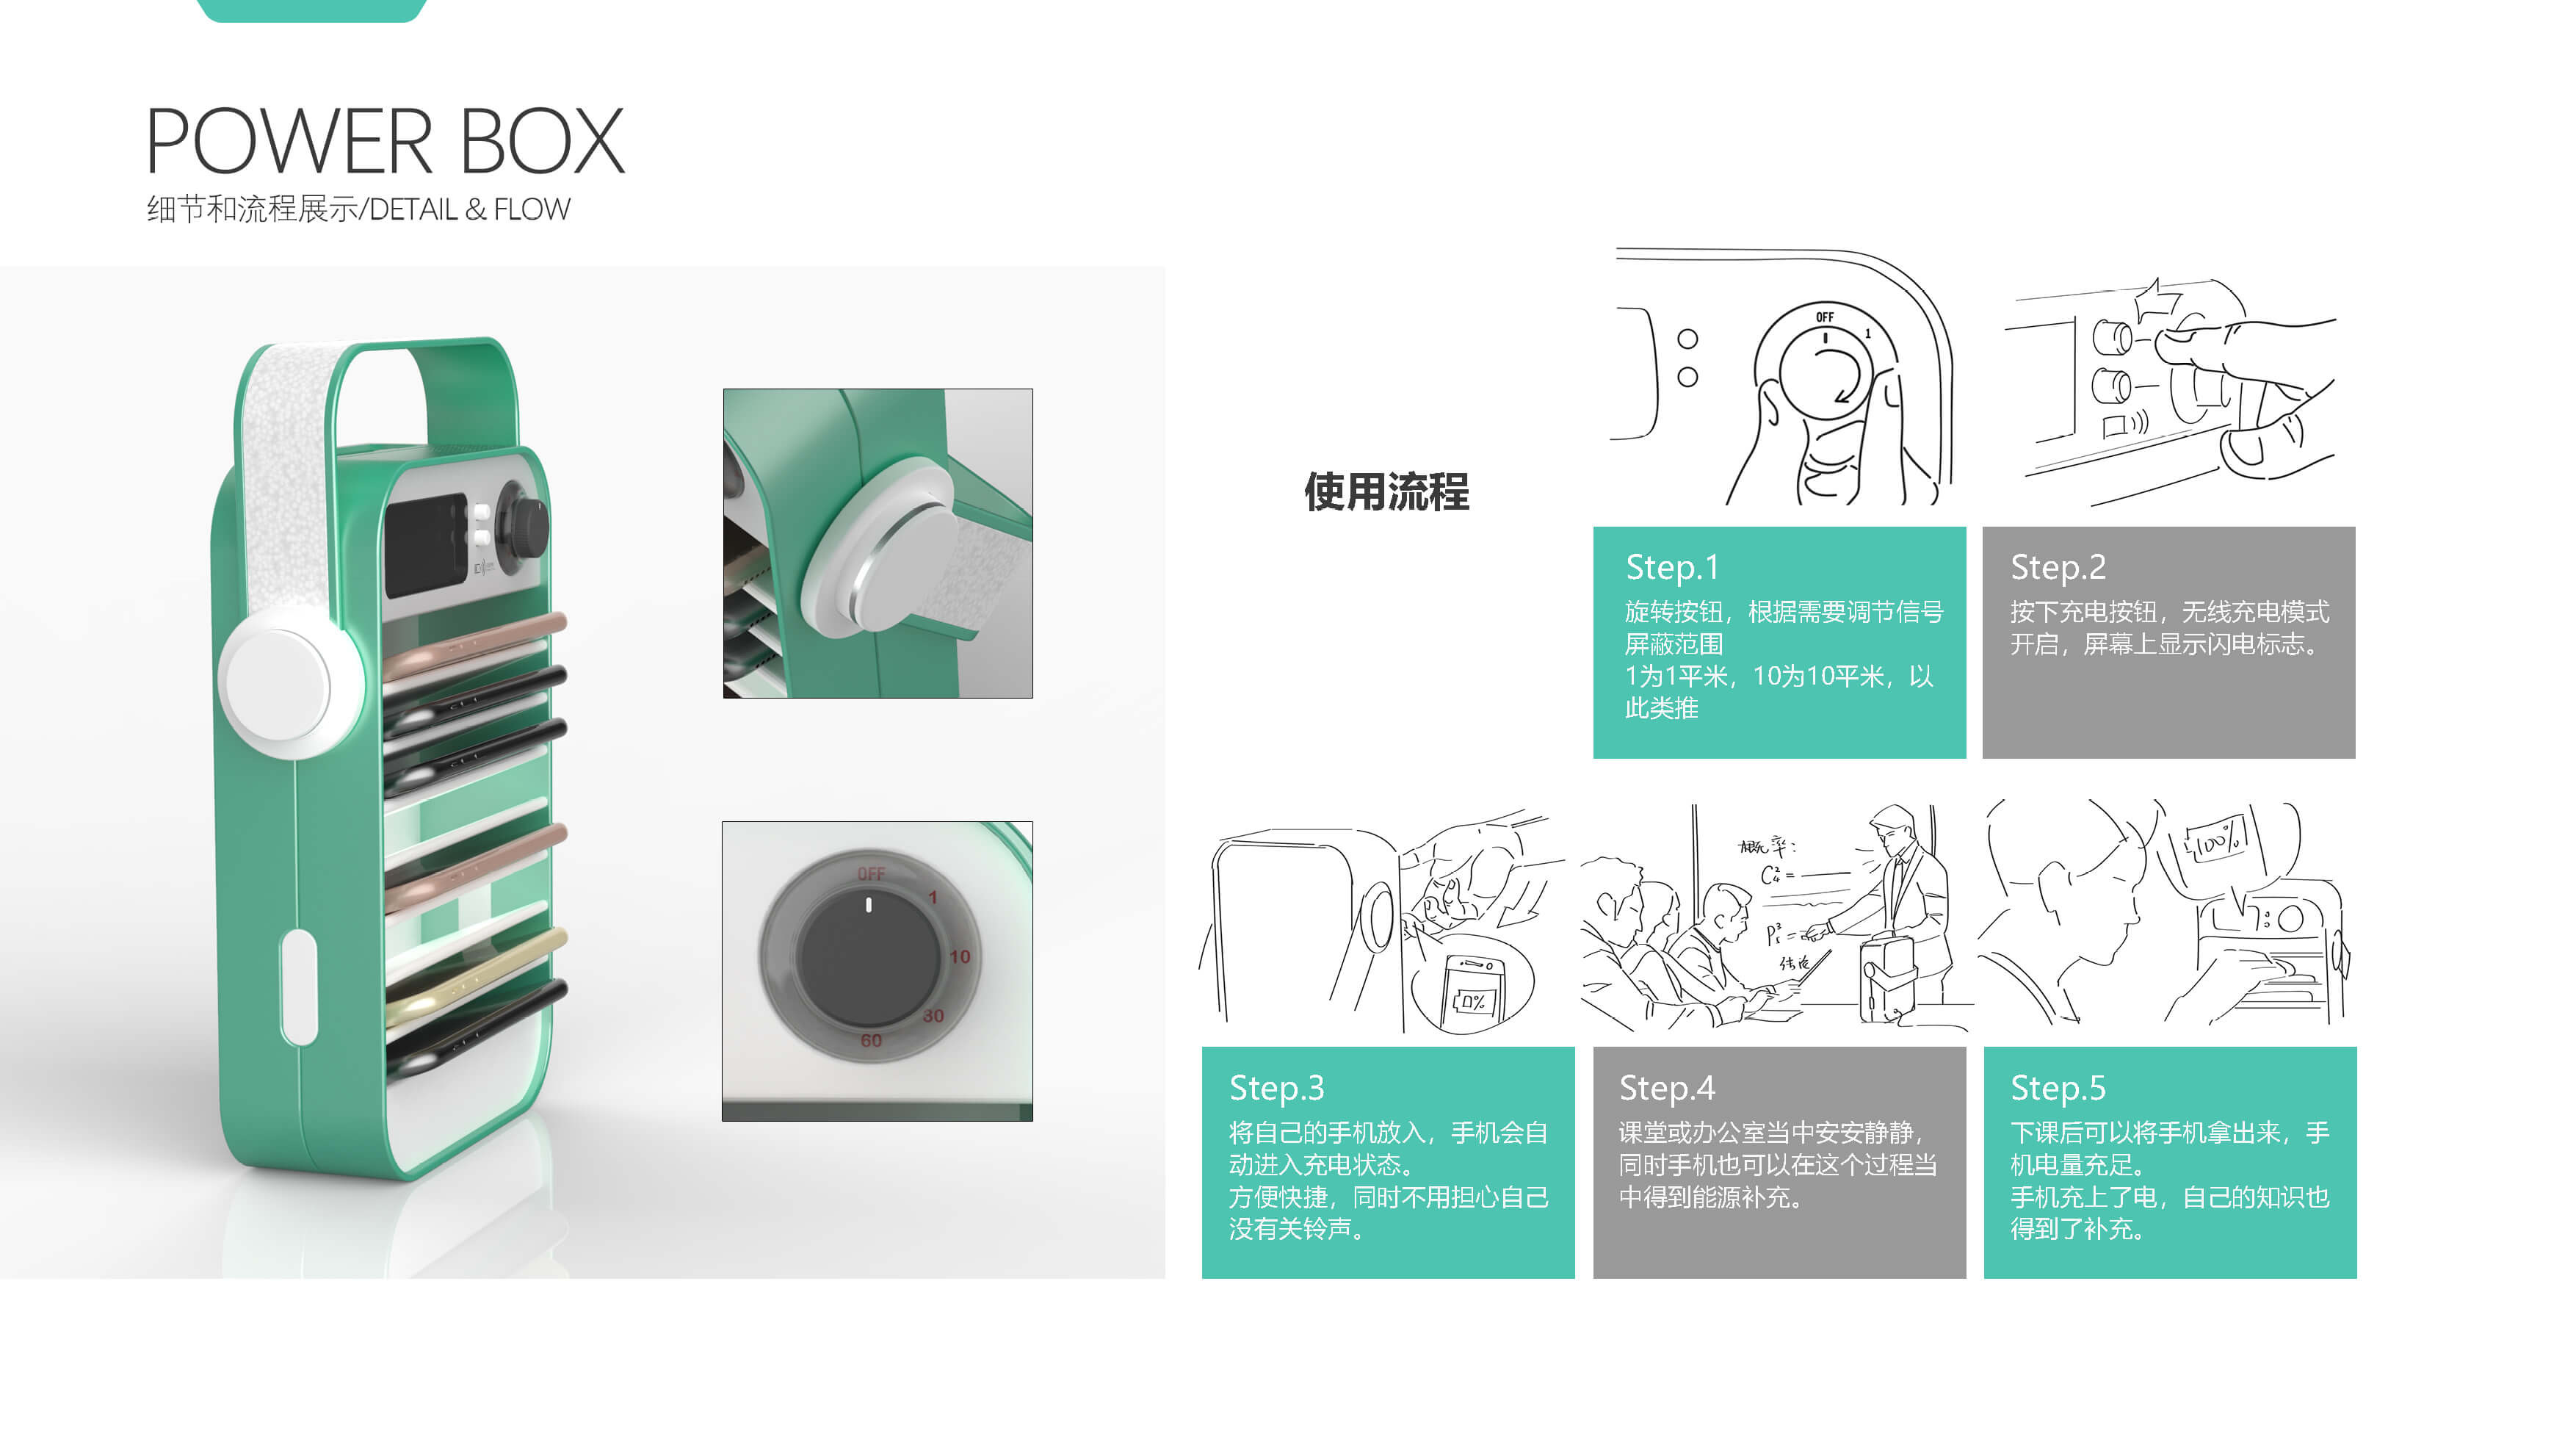 POWER BOX
细节和流程展示/DETAIL & FLOW
OFF
1
10
30
60
使用流程
OFF
1
Step.1
旋转按钮，根据需要调节信号
屏蔽范围
1为1平米，10为10平米，以
此类推
Step.2
按下充电按钮，无线充电模式
开启，屏幕上显示闪电标志。
0%
Step.3
将自己的手机放入，手机会自
动进入充电状态。
方便快捷，同时不用担心自己
没有关铃声。
概率：
C²₄ =
P³₅ =
结论
Step.4
课堂或办公室当中安安静静，
同时手机也可以在这个过程当
中得到能源补充。
100%
Step.5
下课后可以将手机拿出来，手
机电量充足。
手机充上了电，自己的知识也
得到了补充。